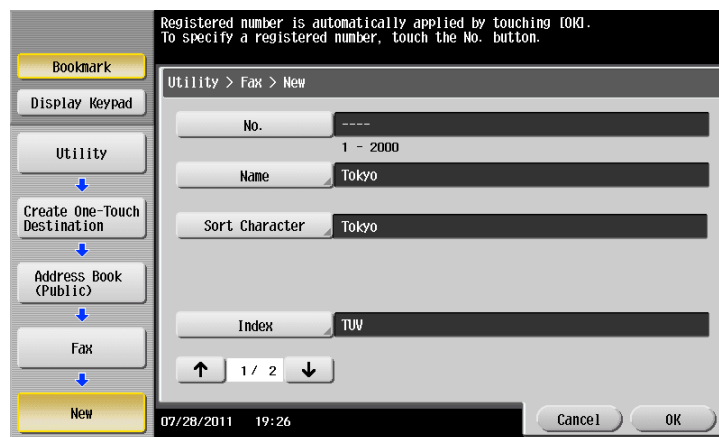 Registered number is automatically applied by touching [OK].
To specify a registered number, touch the No. button.
Bookmark
Display Keypad
Utility
Create One-Touch
Destination
Address Book
(Public)
Fax
New
Utility > Fax > New
No. ----
1 - 2000
Name Tokyo
Sort Character Tokyo
Index TUV
↑ 1/ 2 ↓
07/28/2011 19:26
Cancel OK